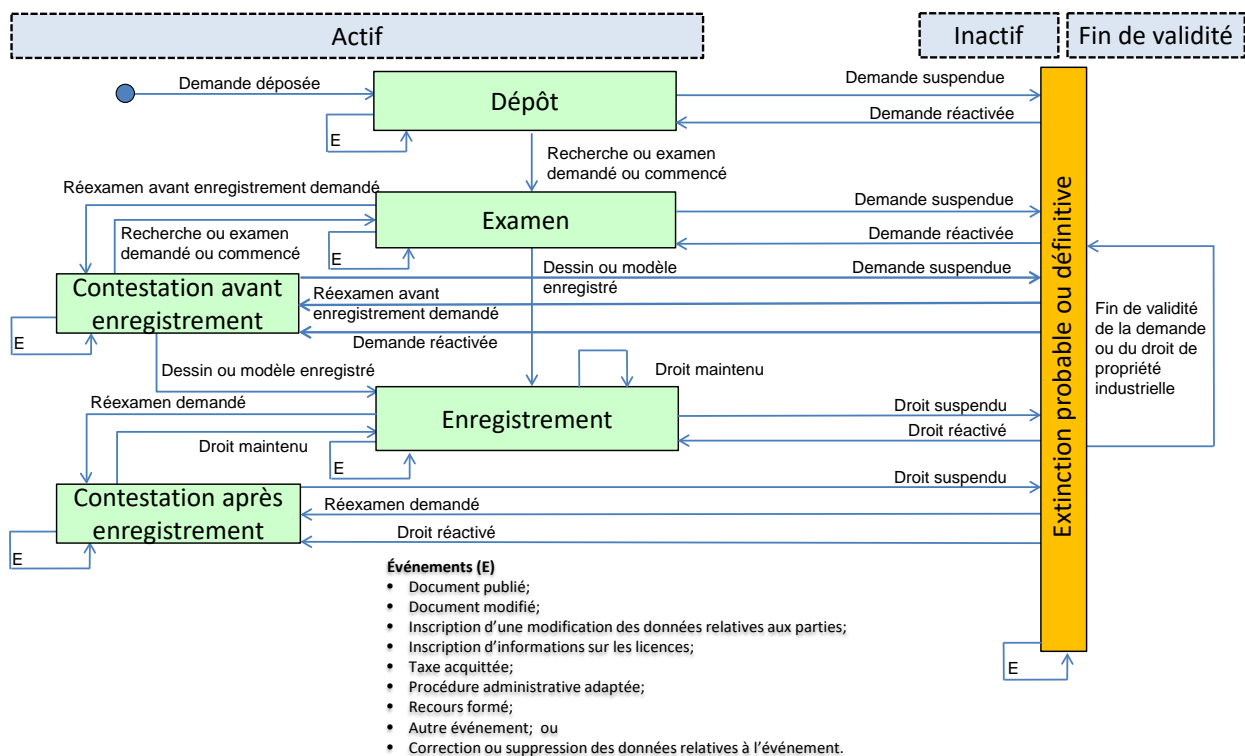 Actif
Inactif
Fin de validité
Demande déposée
Dépôt
Demande suspendue
Demande réactivée
E
Recherche ou examen
demandé ou commencé
Réexamen avant enregistrement demandé
Examen
Demande suspendue
Demande réactivée
E
Recherche ou examen
demandé ou commencé
Contestation avant
enregistrement
Dessin ou modèle
enregistré
Demande suspendue
Réexamen avant
enregistrement demandé
Demande réactivée
E
Extinction probable ou définitive
Fin de validité
de la demande
ou du droit de
propriété
industrielle
Dessin ou modèle enregistré
Droit maintenu
Réexamen demandé
Enregistrement
Droit suspendu
Droit réactivé
Droit maintenu
E
Contestation après
enregistrement
Droit suspendu
Réexamen demandé
Droit réactivé
E
Événements (E)
• Document publié;
• Document modifié;
• Inscription d’une modification des données relatives aux parties;
• Inscription d’informations sur les licences;
• Taxe acquittée;
• Procédure administrative adaptée;
• Recours formé;
• Autre événement; ou
• Correction ou suppression des données relatives à l’événement.
E